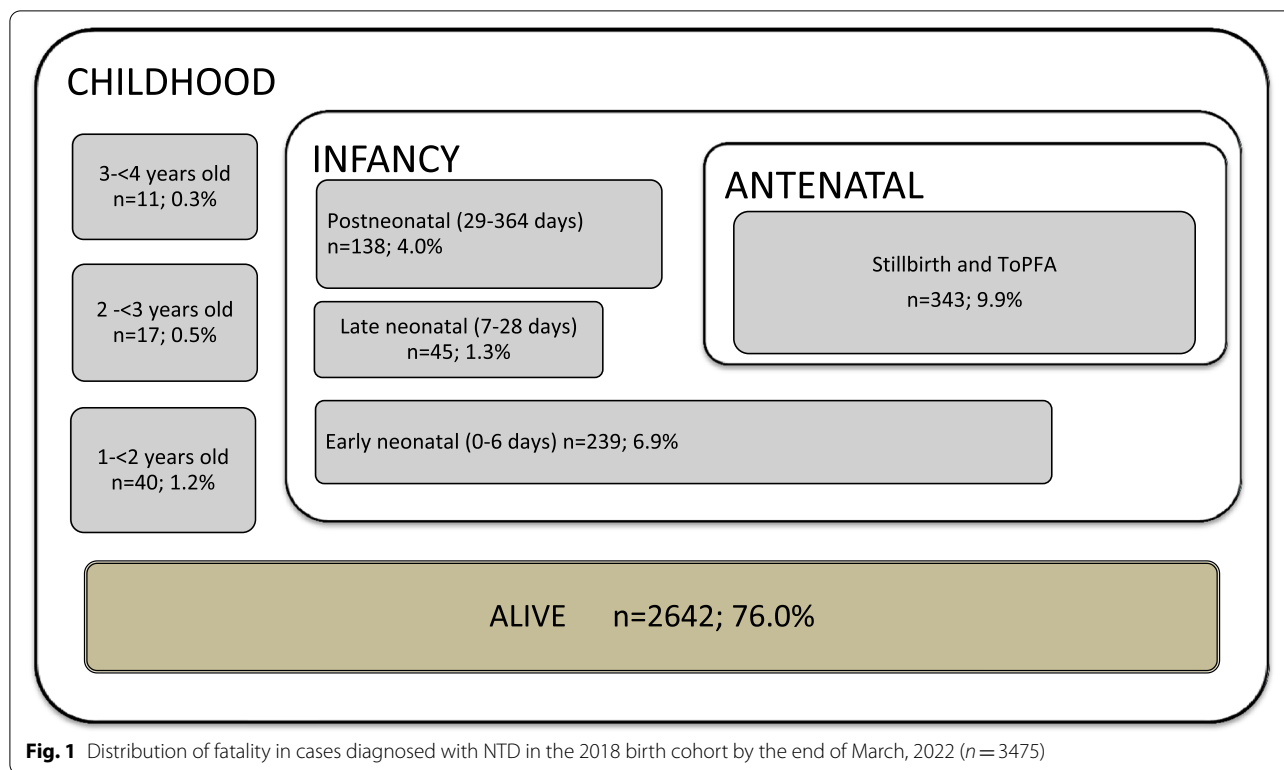 CHILDHOOD
3-<4 years old
n=11; 0.3%
2 -<3 years old
n=17; 0.5%
1-<2 years old
n=40; 1.2%
INFANCY
Postneonatal (29-364 days)
n=138; 4.0%
Late neonatal (7-28 days)
n=45; 1.3%
Early neonatal (0-6 days) n=239; 6.9%
ANTENATAL
Stillbirth and ToPFA
n=343; 9.9%
ALIVE n=2642; 76.0%
Fig. 1 Distribution of fatality in cases diagnosed with NTD in the 2018 birth cohort by the end of March, 2022 (n = 3475)